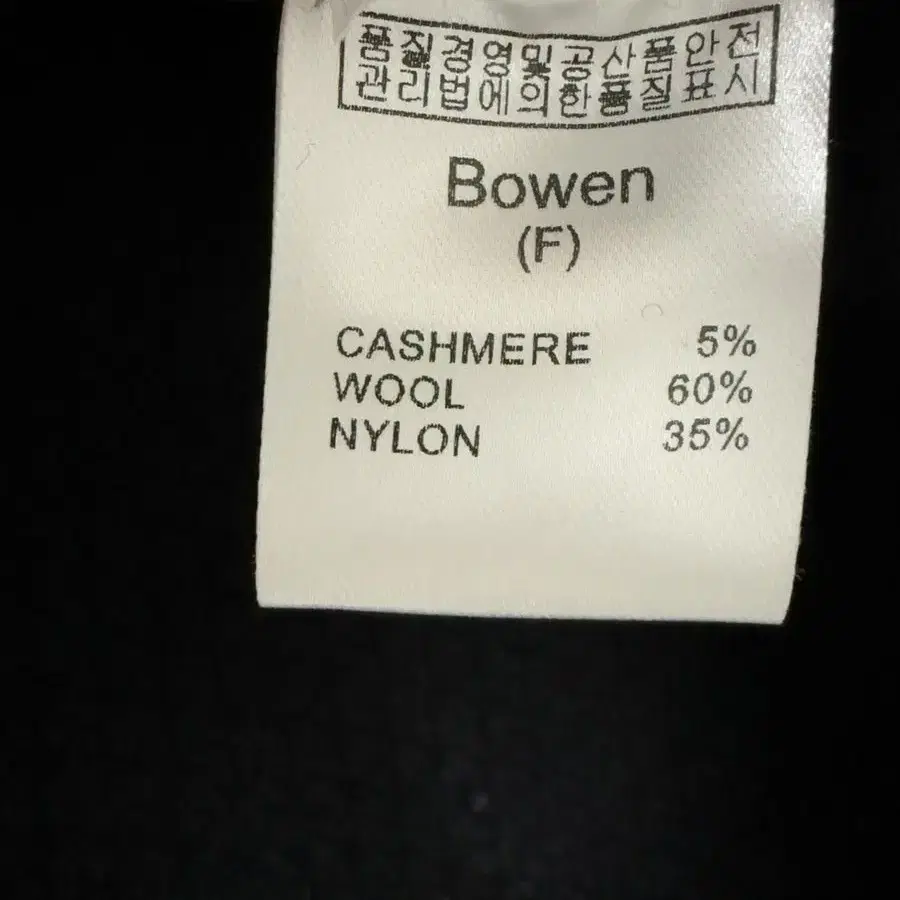 품질경영및공산품안전
관리법에의한품질표시
Bowen
(F)
CASHMERE 5%
WOOL 60%
NYLON 35%